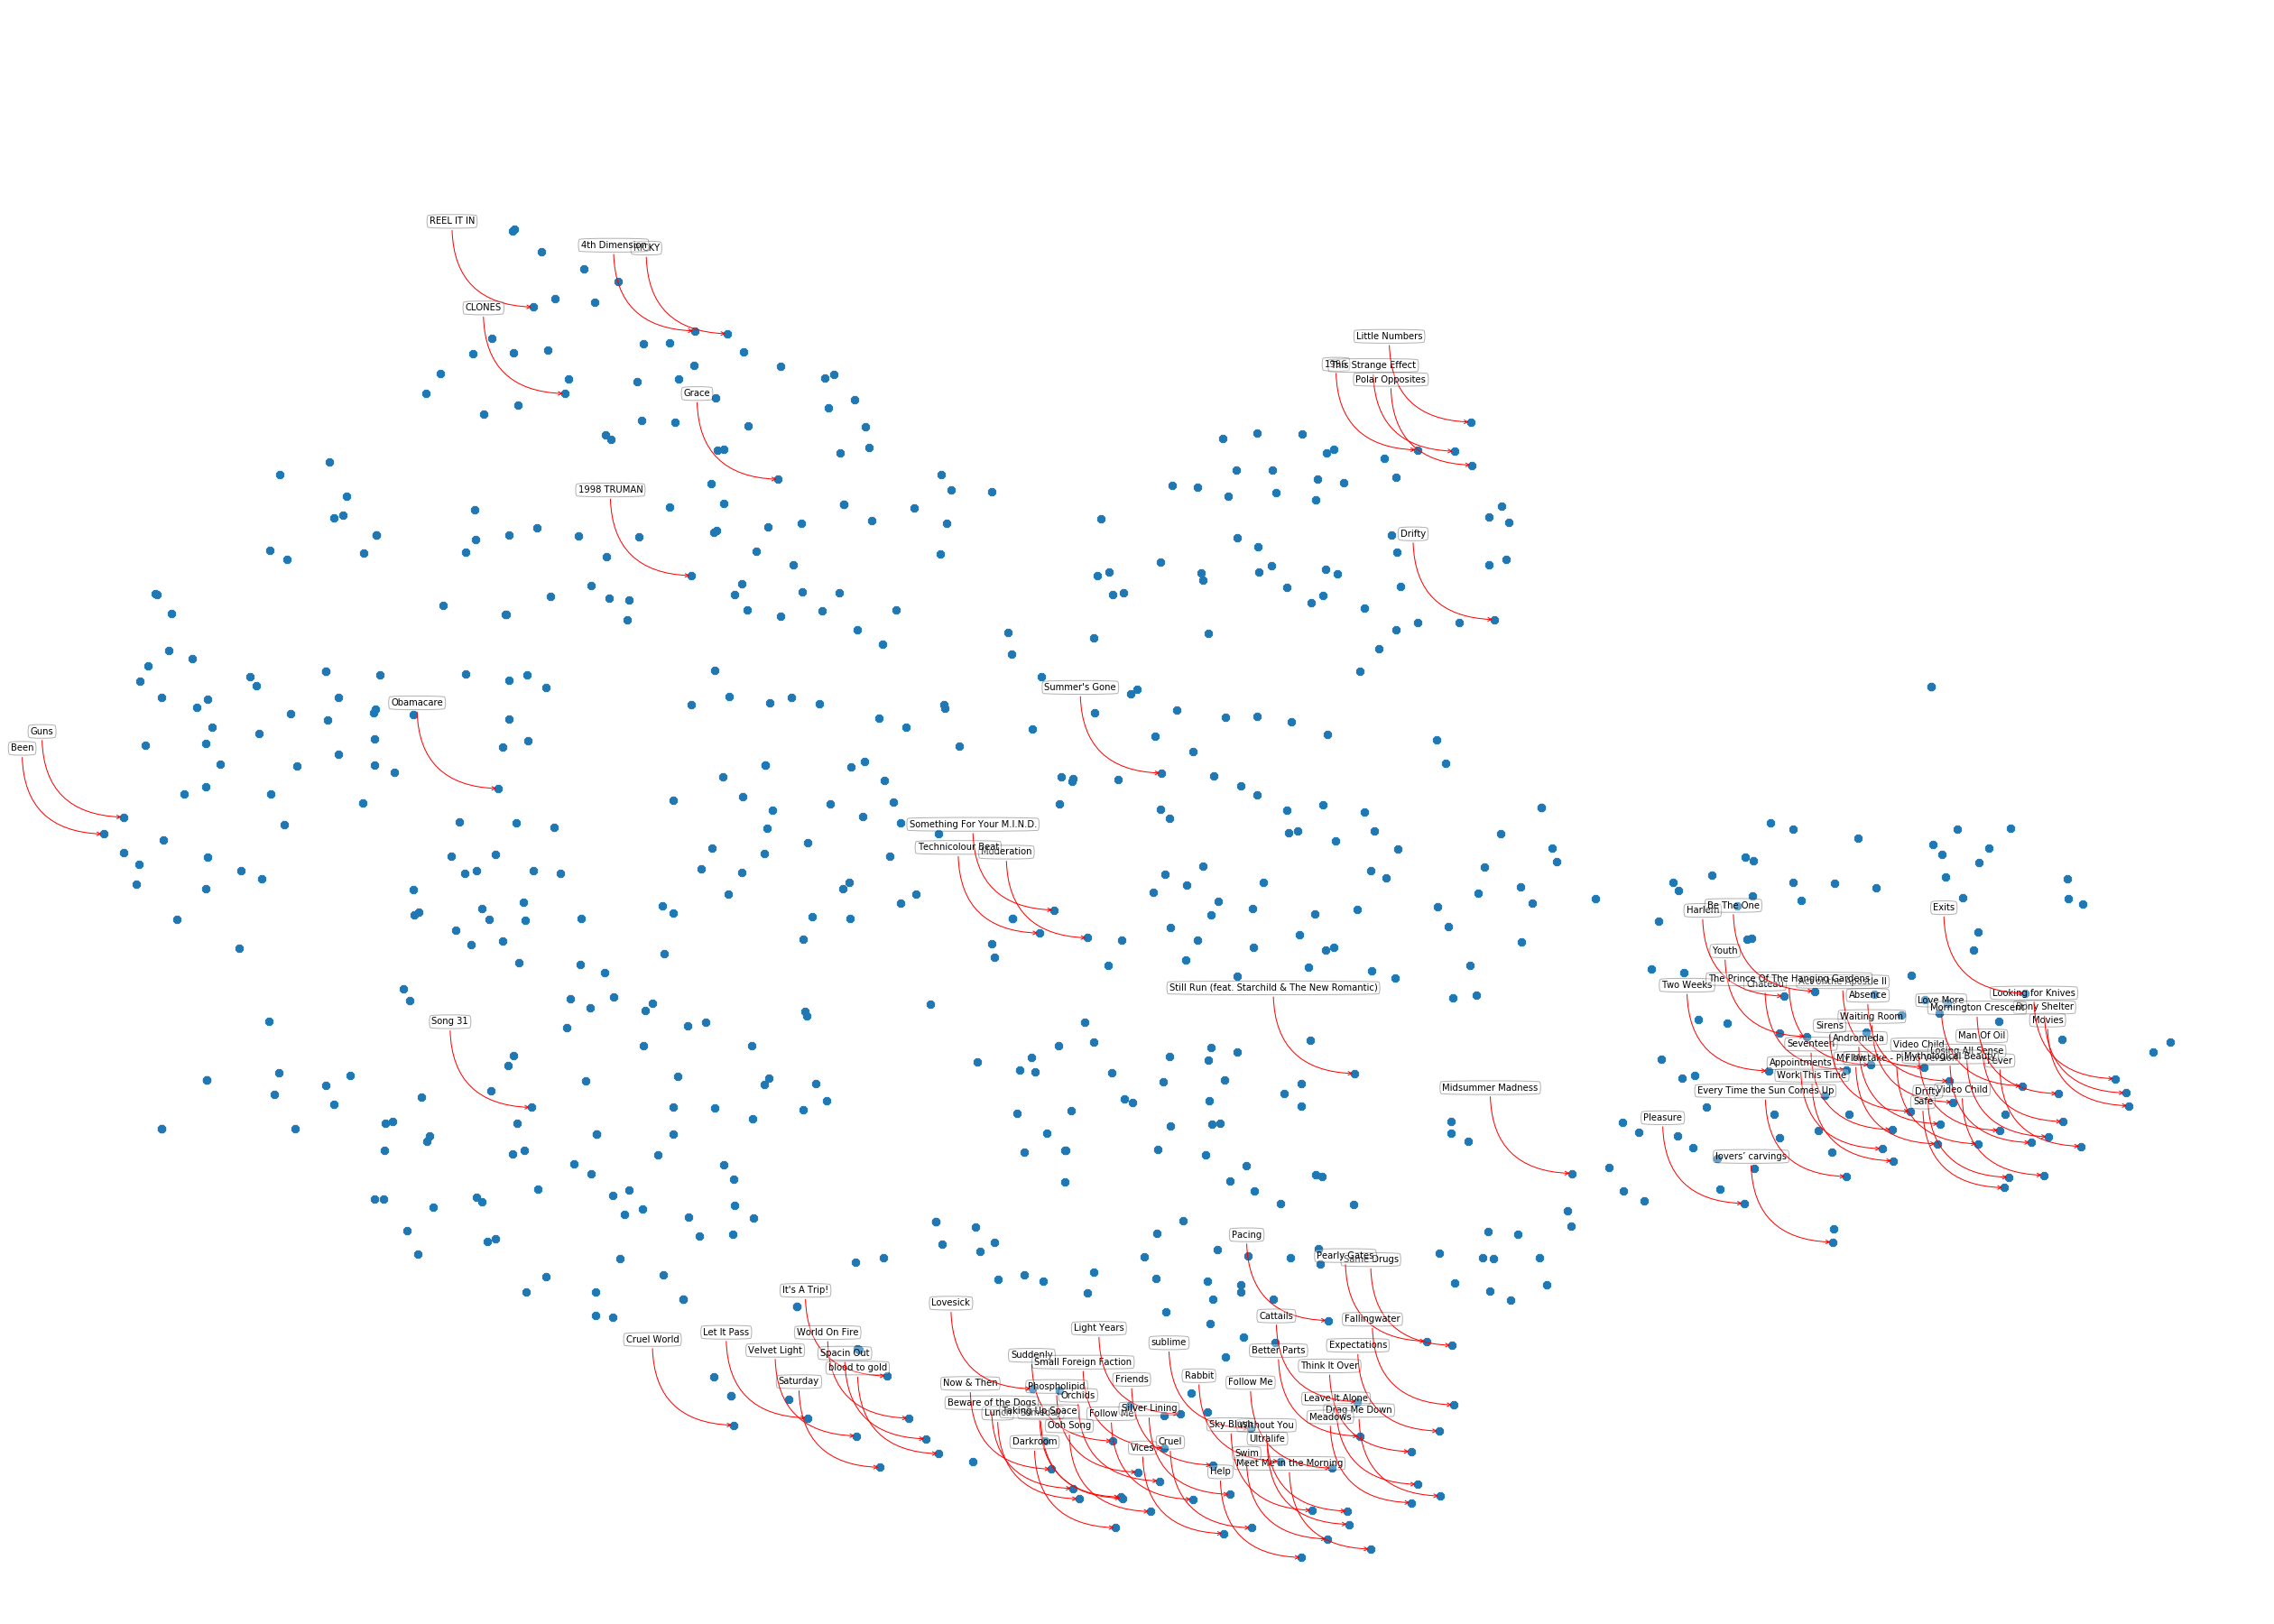 REEL IT IN
4th Dimension
RICKY
CLONES
Little Numbers
1996
This Strange Effect
Polar Opposites
Grace
1998 TRUMAN
Drifty
Summer's Gone
Obamacare
Guns
Been
Something For Your M.I.N.D.
Technicolour Beat
Moderation
Harlem
Be The One
Exits
Youth
The Prince Of The Hanging Gardens
Two Weeks
Chateau
Still Run (feat. Starchild & The New Romantic)
Absence
Looking for Knives
Love More
Mornington Crescent
Pony Shelter
Waiting Room
Movies
Song 31
Sirens
Man Of Oil
Andromeda
Seventeen
Video Child
Losing All Sense
Mythological Beauty
Fever
Appointments
Work This Time
Midsummer Madness
Every Time the Sun Comes Up
Drifty
Video Child
Safe
Pleasure
lovers’ carvings
Pacing
Pearly Gates
Same Drugs
It's A Trip!
Lovesick
Cattails
Fallingwater
Light Years
Let It Pass
World On Fire
Cruel World
sublime
Expectations
Velvet Light
Spacin Out
Better Parts
Suddenly
Small Foreign Faction
blood to gold
Think It Over
Saturday
Now & Then
Friends
Rabbit
Follow Me
Phospholipid
Orchids
Leave It Alone
Beware of the Dogs
Taking Up Space
Silver Lining
Follow Me
Drag Me Down
Meadows
Ooh Song
Sky Blush
Without You
Ultralife
Darkroom
Vices
Cruel
Swim
Meet Me in the Morning
Help